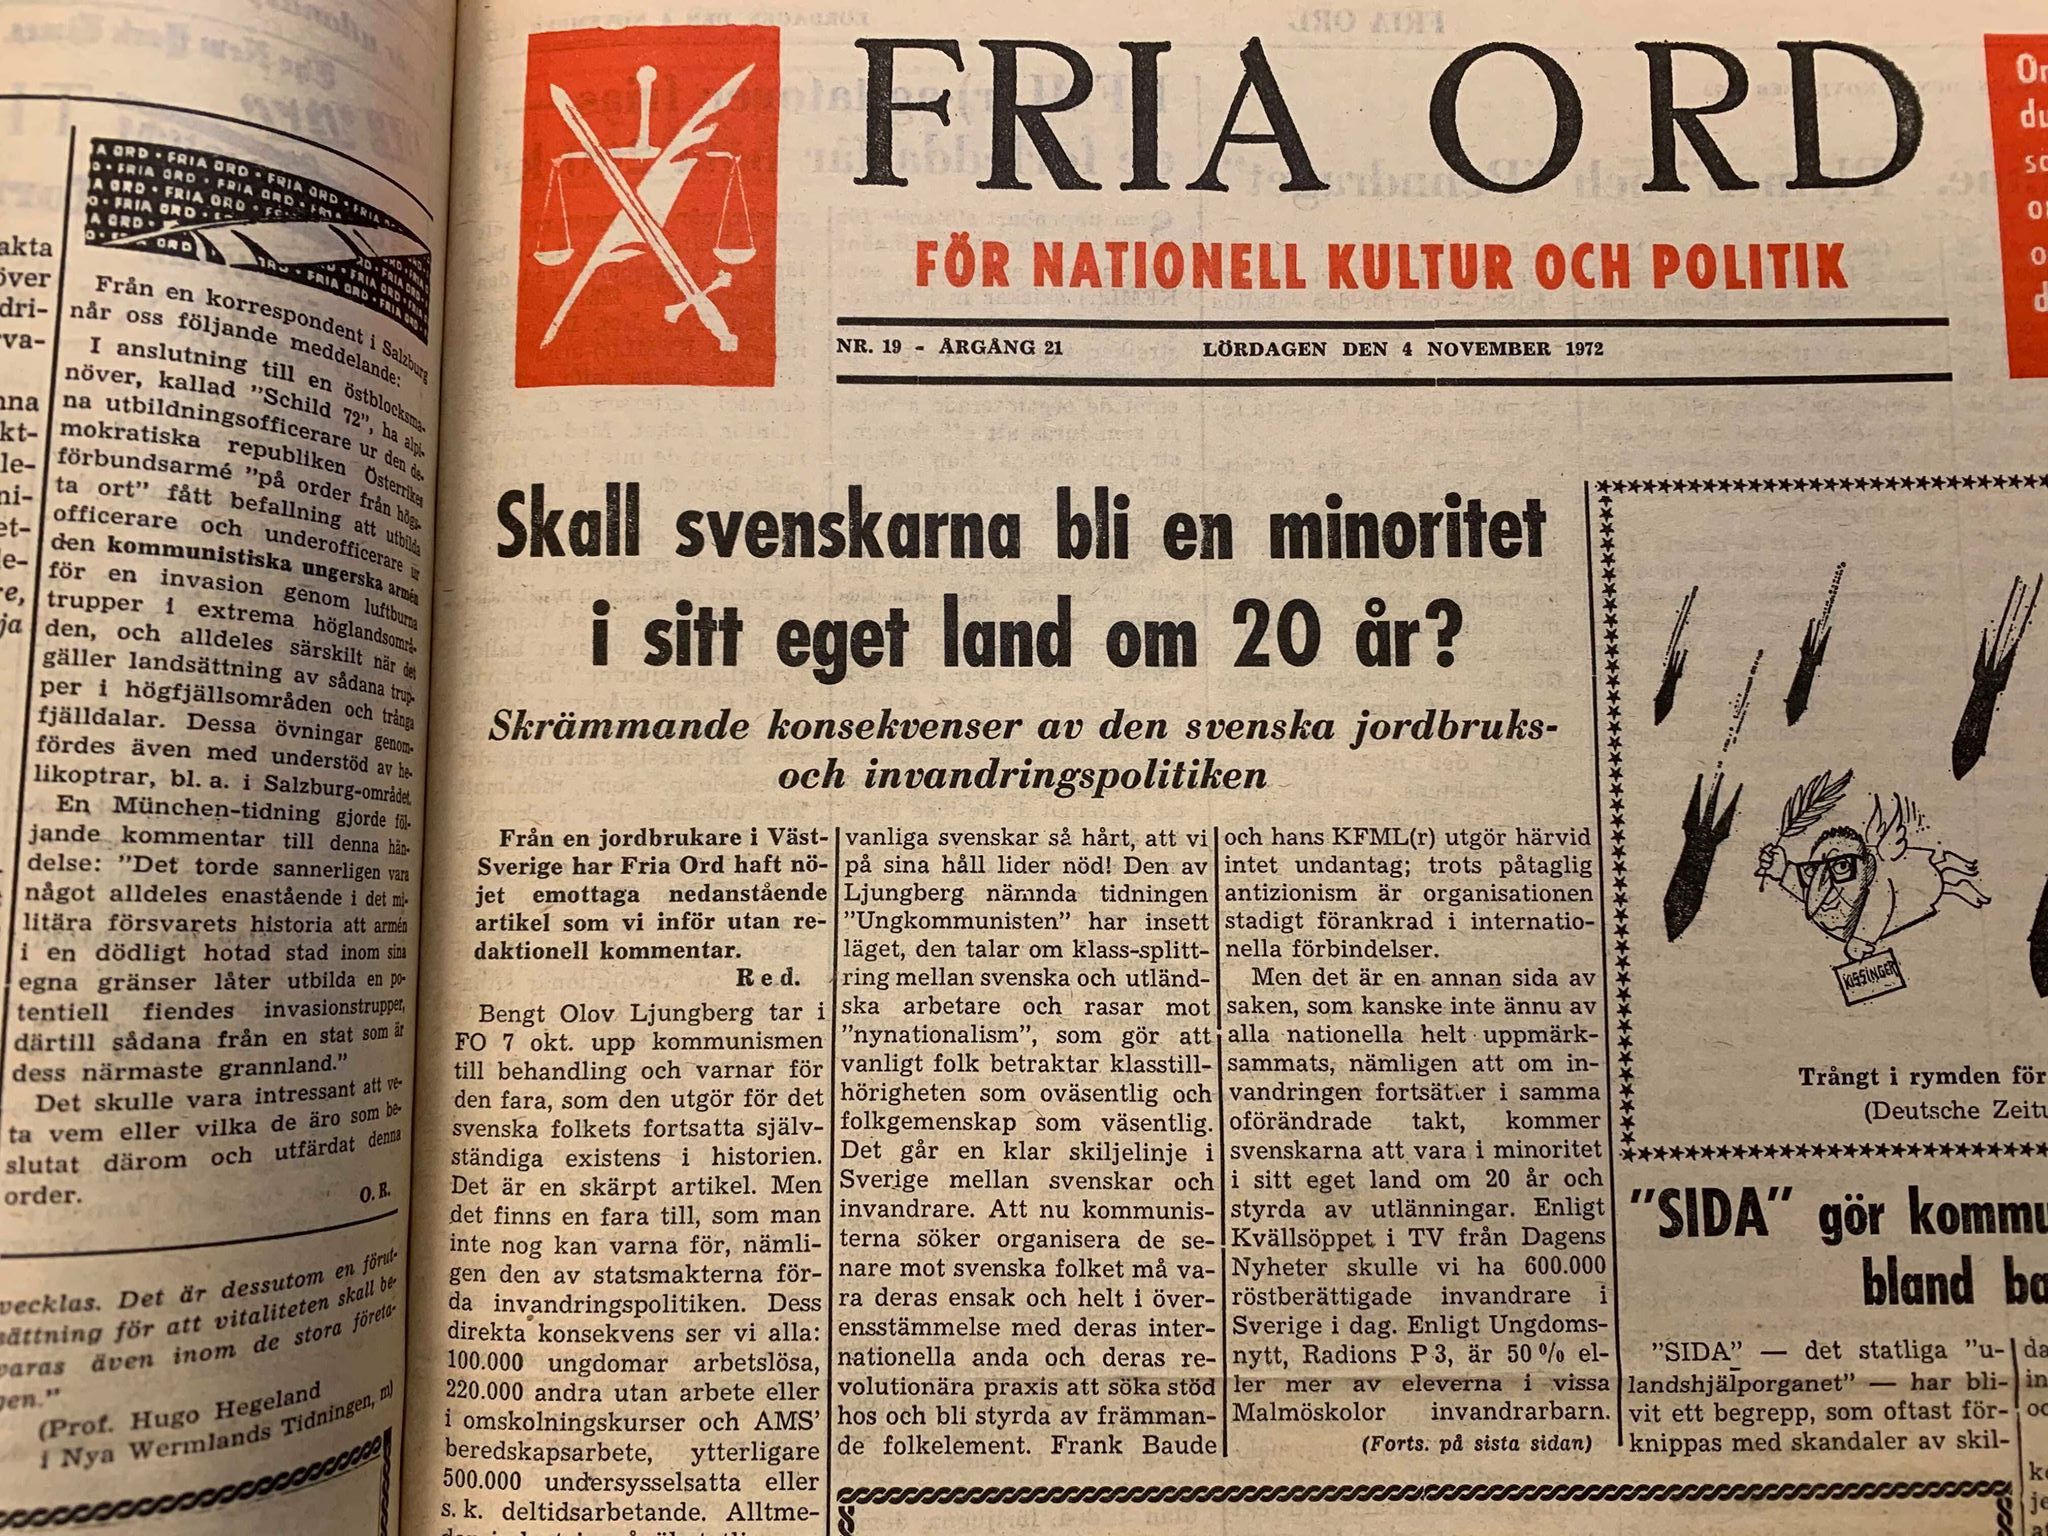 akta
över
dri-
rva-
nna
kt-
le-
ni-
et-
le-
re,
ja
A ORD • FRIA ORD • FRIA ORD
Från en korrespondent i Salzburg
når oss följande meddelande:
I anslutning till en östblocksma-
növer, kallad "Schild 72", ha alpi-
na utbildningsofficerare ur den de-
mokratiska republiken Österrikes
förbundsarmé "på order från högs-
ta ort" fått befallning att utbilda
officerare och underofficerare ur
den kommunistiska ungerska armén
för en invasion genom luftburna
trupper i extrema höglandsområ-
den, och alldeles särskilt när det
gäller landsättning av sådana trup-
per i högfjällsområden och trånga
fjälldalar. Dessa övningar genom-
fördes även med understöd av he-
likoptrar, bl. a. i Salzburg-området.
En München-tidning gjorde föl-
jande kommentar till denna hän-
delse: "Det torde sannerligen vara
något alldeles enastående i det mi-
litära försvarets historia att armén
i en dödligt hotad stad inom sina
egna gränser låter utbilda en po-
tentiell fiendes invasionstrupper,
därtill sådana från en stat som är
dess närmaste grannland."
Det skulle vara intressant att ve-
ta vem eller vilka de äro som be-
slutat därom och utfärdat denna
order.
O. R.
vecklas. Det är dessutom en förut-
sättning för att vitaliteten skall be-
varas även inom de stora företa-
gen."
(Prof. Hugo Hegeland
i Nya Wermlands Tidningen, m)
FRIA ORD
FÖR NATIONELL KULTUR OCH POLITIK
NR. 19 - ÅRGÅNG 21 LÖRDAGEN DEN 4 NOVEMBER 1972
Skall svenskarna bli en minoritet
i sitt eget land om 20 år?
Skrämmande konsekvenser av den svenska jordbruks-
och invandringspolitiken
Från en jordbrukare i Väst-
Sverige har Fria Ord haft nö-
jet emottaga nedanstående
artikel som vi inför utan re-
daktionell kommentar.
Red.
Bengt Olov Ljungberg tar i
FO 7 okt. upp kommunismen
till behandling och varnar för
den fara, som den utgör för det
svenska folkets fortsatta själv-
ständiga existens i historien.
Det är en skärpt artikel. Men
det finns en fara till, som man
inte nog kan varna för, nämli-
gen den av statsmakterna för-
da invandringspolitiken. Dess
direkta konsekvens ser vi alla:
100.000 ungdomar arbetslösa,
220.000 andra utan arbete eller
i omskolningskurser och AMS'
beredskapsarbete, ytterligare
500.000 undersysselsatta eller
s. k. deltidsarbetande. Alltme-
vanliga svenskar så hårt, att vi
på sina håll lider nöd! Den av
Ljungberg nämnda tidningen
"Ungkommunisten" har insett
läget, den talar om klass-splitt-
ring mellan svenska och utländ-
ska arbetare och rasar mot
"nynationalism", som gör att
vanligt folk betraktar klasstill-
hörigheten som oväsentlig och
folkgemenskap som väsentlig.
Det går en klar skiljelinje i
Sverige mellan svenskar och
invandrare. Att nu kommunis-
terna söker organisera de se-
nare mot svenska folket må va-
ra deras ensak och helt i över-
ensstämmelse med deras inter-
nationella anda och deras re-
volutionära praxis att söka stöd
hos och bli styrda av främman-
de folkelement. Frank Baude
och hans KFML(r) utgör härvid
intet undantag; trots påtaglig
antizionism är organisationen
stadigt förankrad i internatio-
nella förbindelser.
Men det är en annan sida av
saken, som kanske inte ännu av
alla nationella helt uppmärk-
sammats, nämligen att om in-
vandringen fortsätter i samma
oförändrade takt, kommer
svenskarna att vara i minoritet
i sitt eget land om 20 år och
styrda av utlänningar. Enligt
Kvällsöppet i TV från Dagens
Nyheter skulle vi ha 600.000
röstberättigade invandrare i
Sverige i dag. Enligt Ungdoms-
nytt, Radions P 3, är 50 % el-
ler mer av eleverna i vissa
Malmöskolor invandrarbarn.
(Forts. på sista sidan)
KISSINGER
Trångt i rymden för
(Deutsche Zeitu
"SIDA" gör kommu
bland ba
"SIDA" — det statliga "u-
landshjälporganet" — har bli-
vit ett begrepp, som oftast för-
knippas med skandaler av skil-